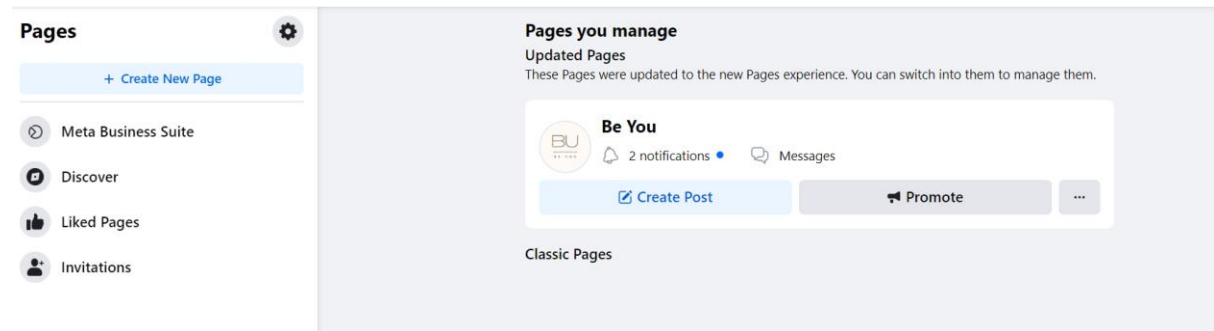 Pages
+ Create New Page
Meta Business Suite
Discover
Liked Pages
Invitations
Pages you manage
Updated Pages
These Pages were updated to the new Pages experience. You can switch into them to manage them.
BU
BE YOU
Be You
2 notifications
Messages
Create Post
Promote
...
Classic Pages